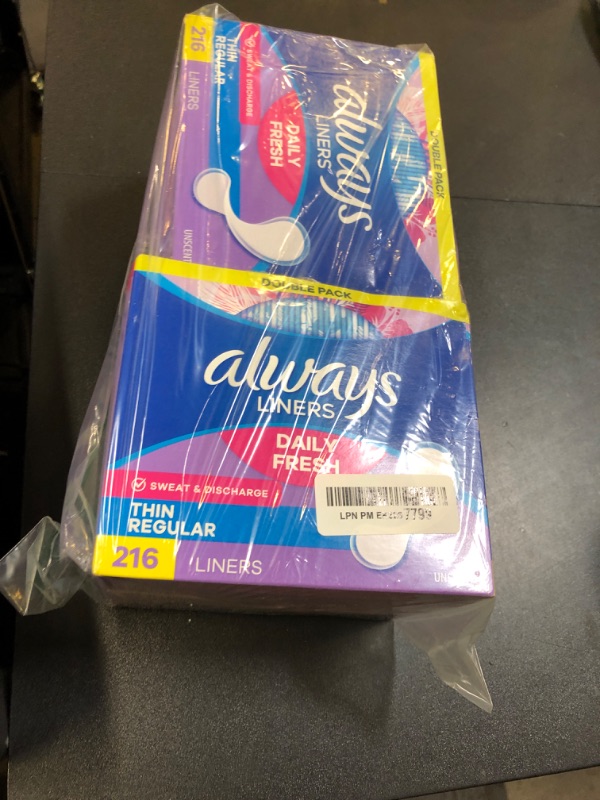 216
LINERS
THIN
REGULAR
SWEAT & DISCHARGE
DAILY
FRESH
always
LINERS
DOUBLE PACK
DOUBLE PACK
always
LINERS
DAILY
FRESH
SWEAT & DISCHARGE
THIN
REGULAR
216
LINERS
LPN PM